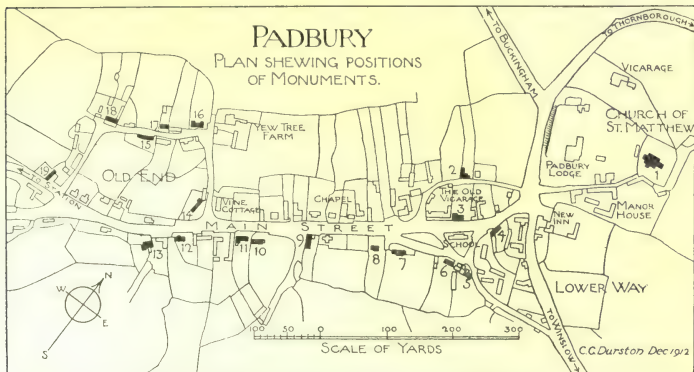 PADBURY
PLAN SHEWING POSITIONS
OF MONUMENTS.
TO BUCKINGHAM
TO THORNBOROUGH
VICARAGE
CHURCH OF
ST. MATTHEW
1
PADBURY
LODGE
MANOR
HOUSE
NEW
INN
YEW TREE
FARM
18
17
16
15
19
TO STATION
OLD END
14
VINE
COTTAGE
CHAPEL
2
THE OLD
VICARAGE
3
MAIN STREET
SCHOOL
4
13
12
11
10
9
8
7
6
5
LOWER WAY
TO WINSLOW
N
W
E
S
100 50 0 100 200 300
SCALE OF YARDS
C.C. Durston Dec 1912